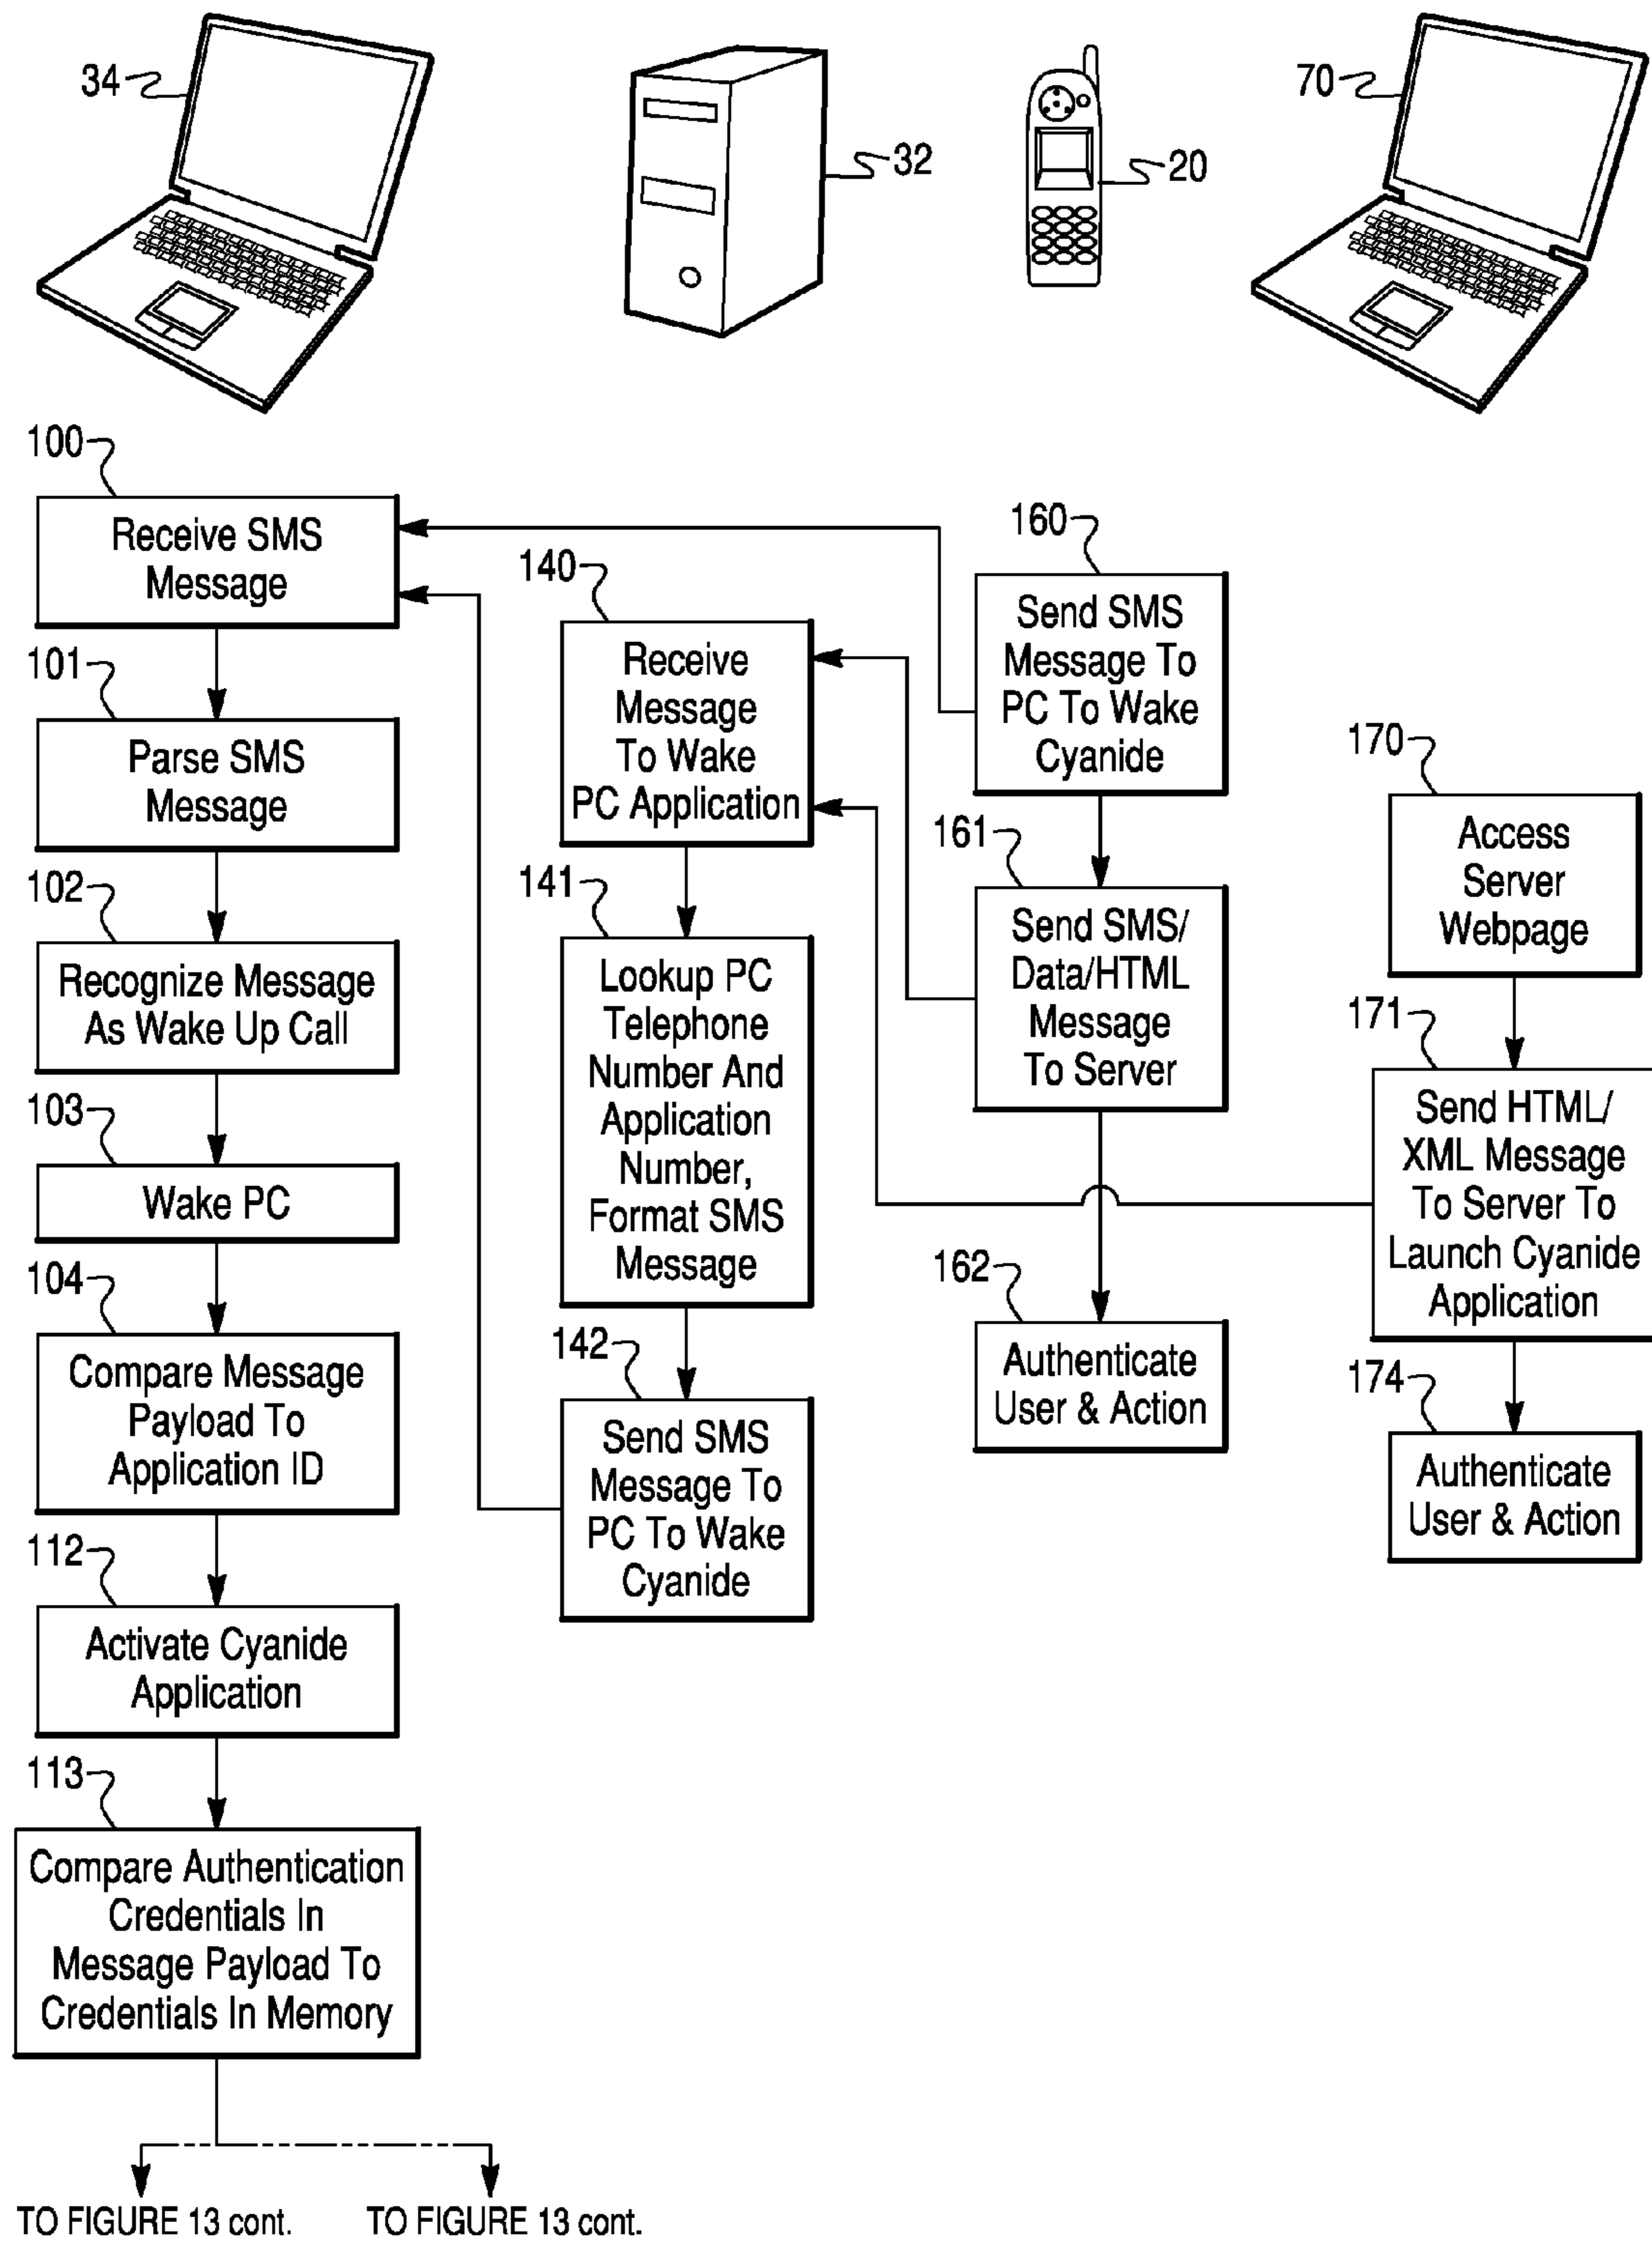 34
32
20
70
100
Receive SMS
Message
101
Parse SMS
Message
102
Recognize Message
As Wake Up Call
103
Wake PC
104
Compare Message
Payload To
Application ID
112
Activate Cyanide
Application
113
Compare Authentication
Credentials In
Message Payload To
Credentials In Memory
TO FIGURE 13 cont.
TO FIGURE 13 cont.
140
Receive
Message
To Wake
PC Application
141
Lookup PC
Telephone
Number And
Application
Number,
Format SMS
Message
142
Send SMS
Message To
PC To Wake
Cyanide
160
Send SMS
Message To
PC To Wake
Cyanide
161
Send SMS/
Data/HTML
Message
To Server
162
Authenticate
User & Action
170
Access
Server
Webpage
171
Send HTML/
XML Message
To Server To
Launch Cyanide
Application
174
Authenticate
User & Action